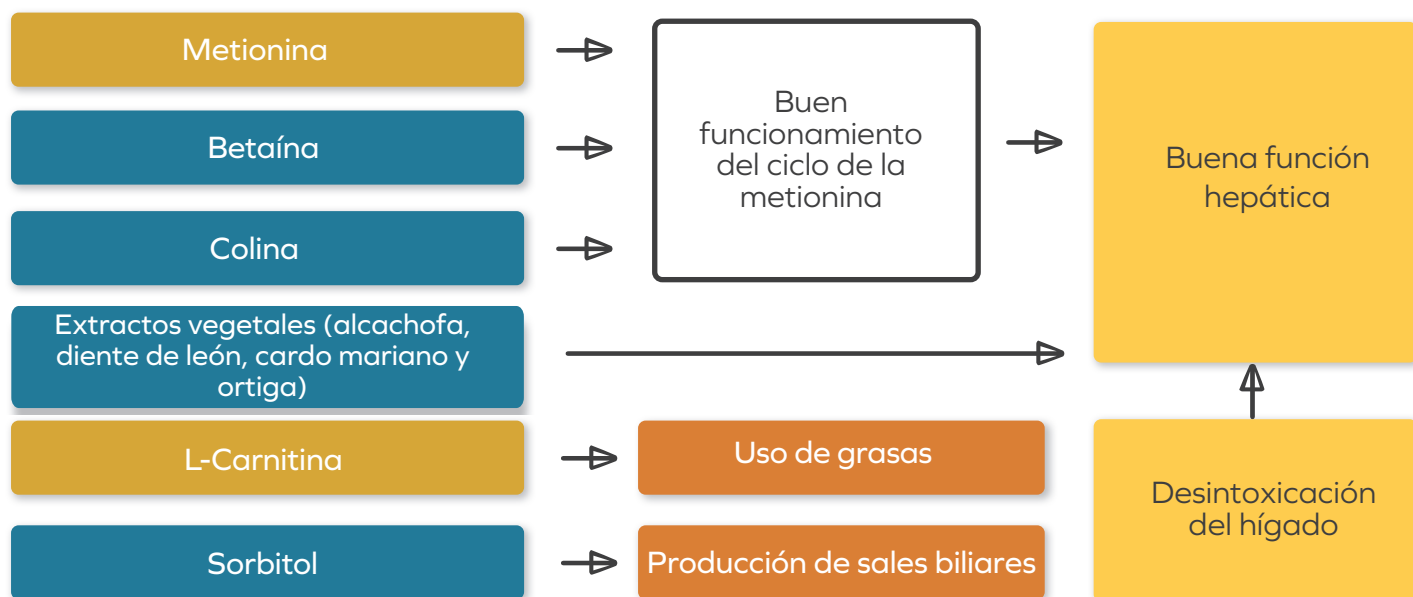 Metionina
Betaína
Colina
Extractos vegetales (alcachofa,
diente de león, cardo mariano y
ortiga)
L-Carnitina
Sorbitol
Buen
funcionamiento
del ciclo de la
metionina
Uso de grasas
Producción de sales biliares
Buena función
hepática
Desintoxicación
del hígado